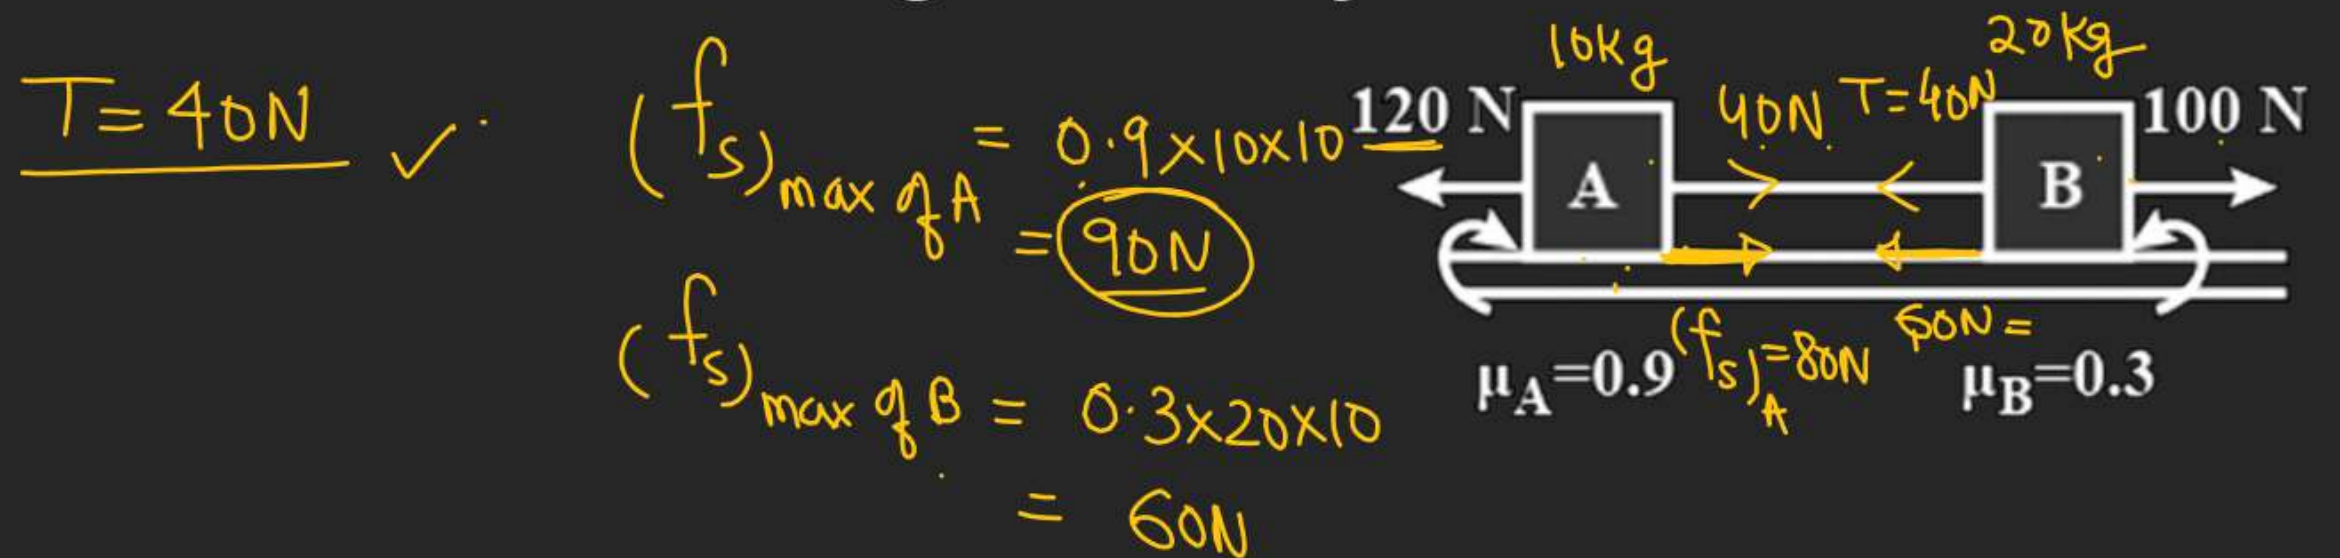 T = 40N ✓
(fs)max of A = 0.9×10×10
= 90N
(fs)max of B = 0.3×20×10
= 60N
10kg 20kg
120 N 40N T=40N 100 N
A B
(fs)A = 80N 60N =
μA=0.9 μB=0.3